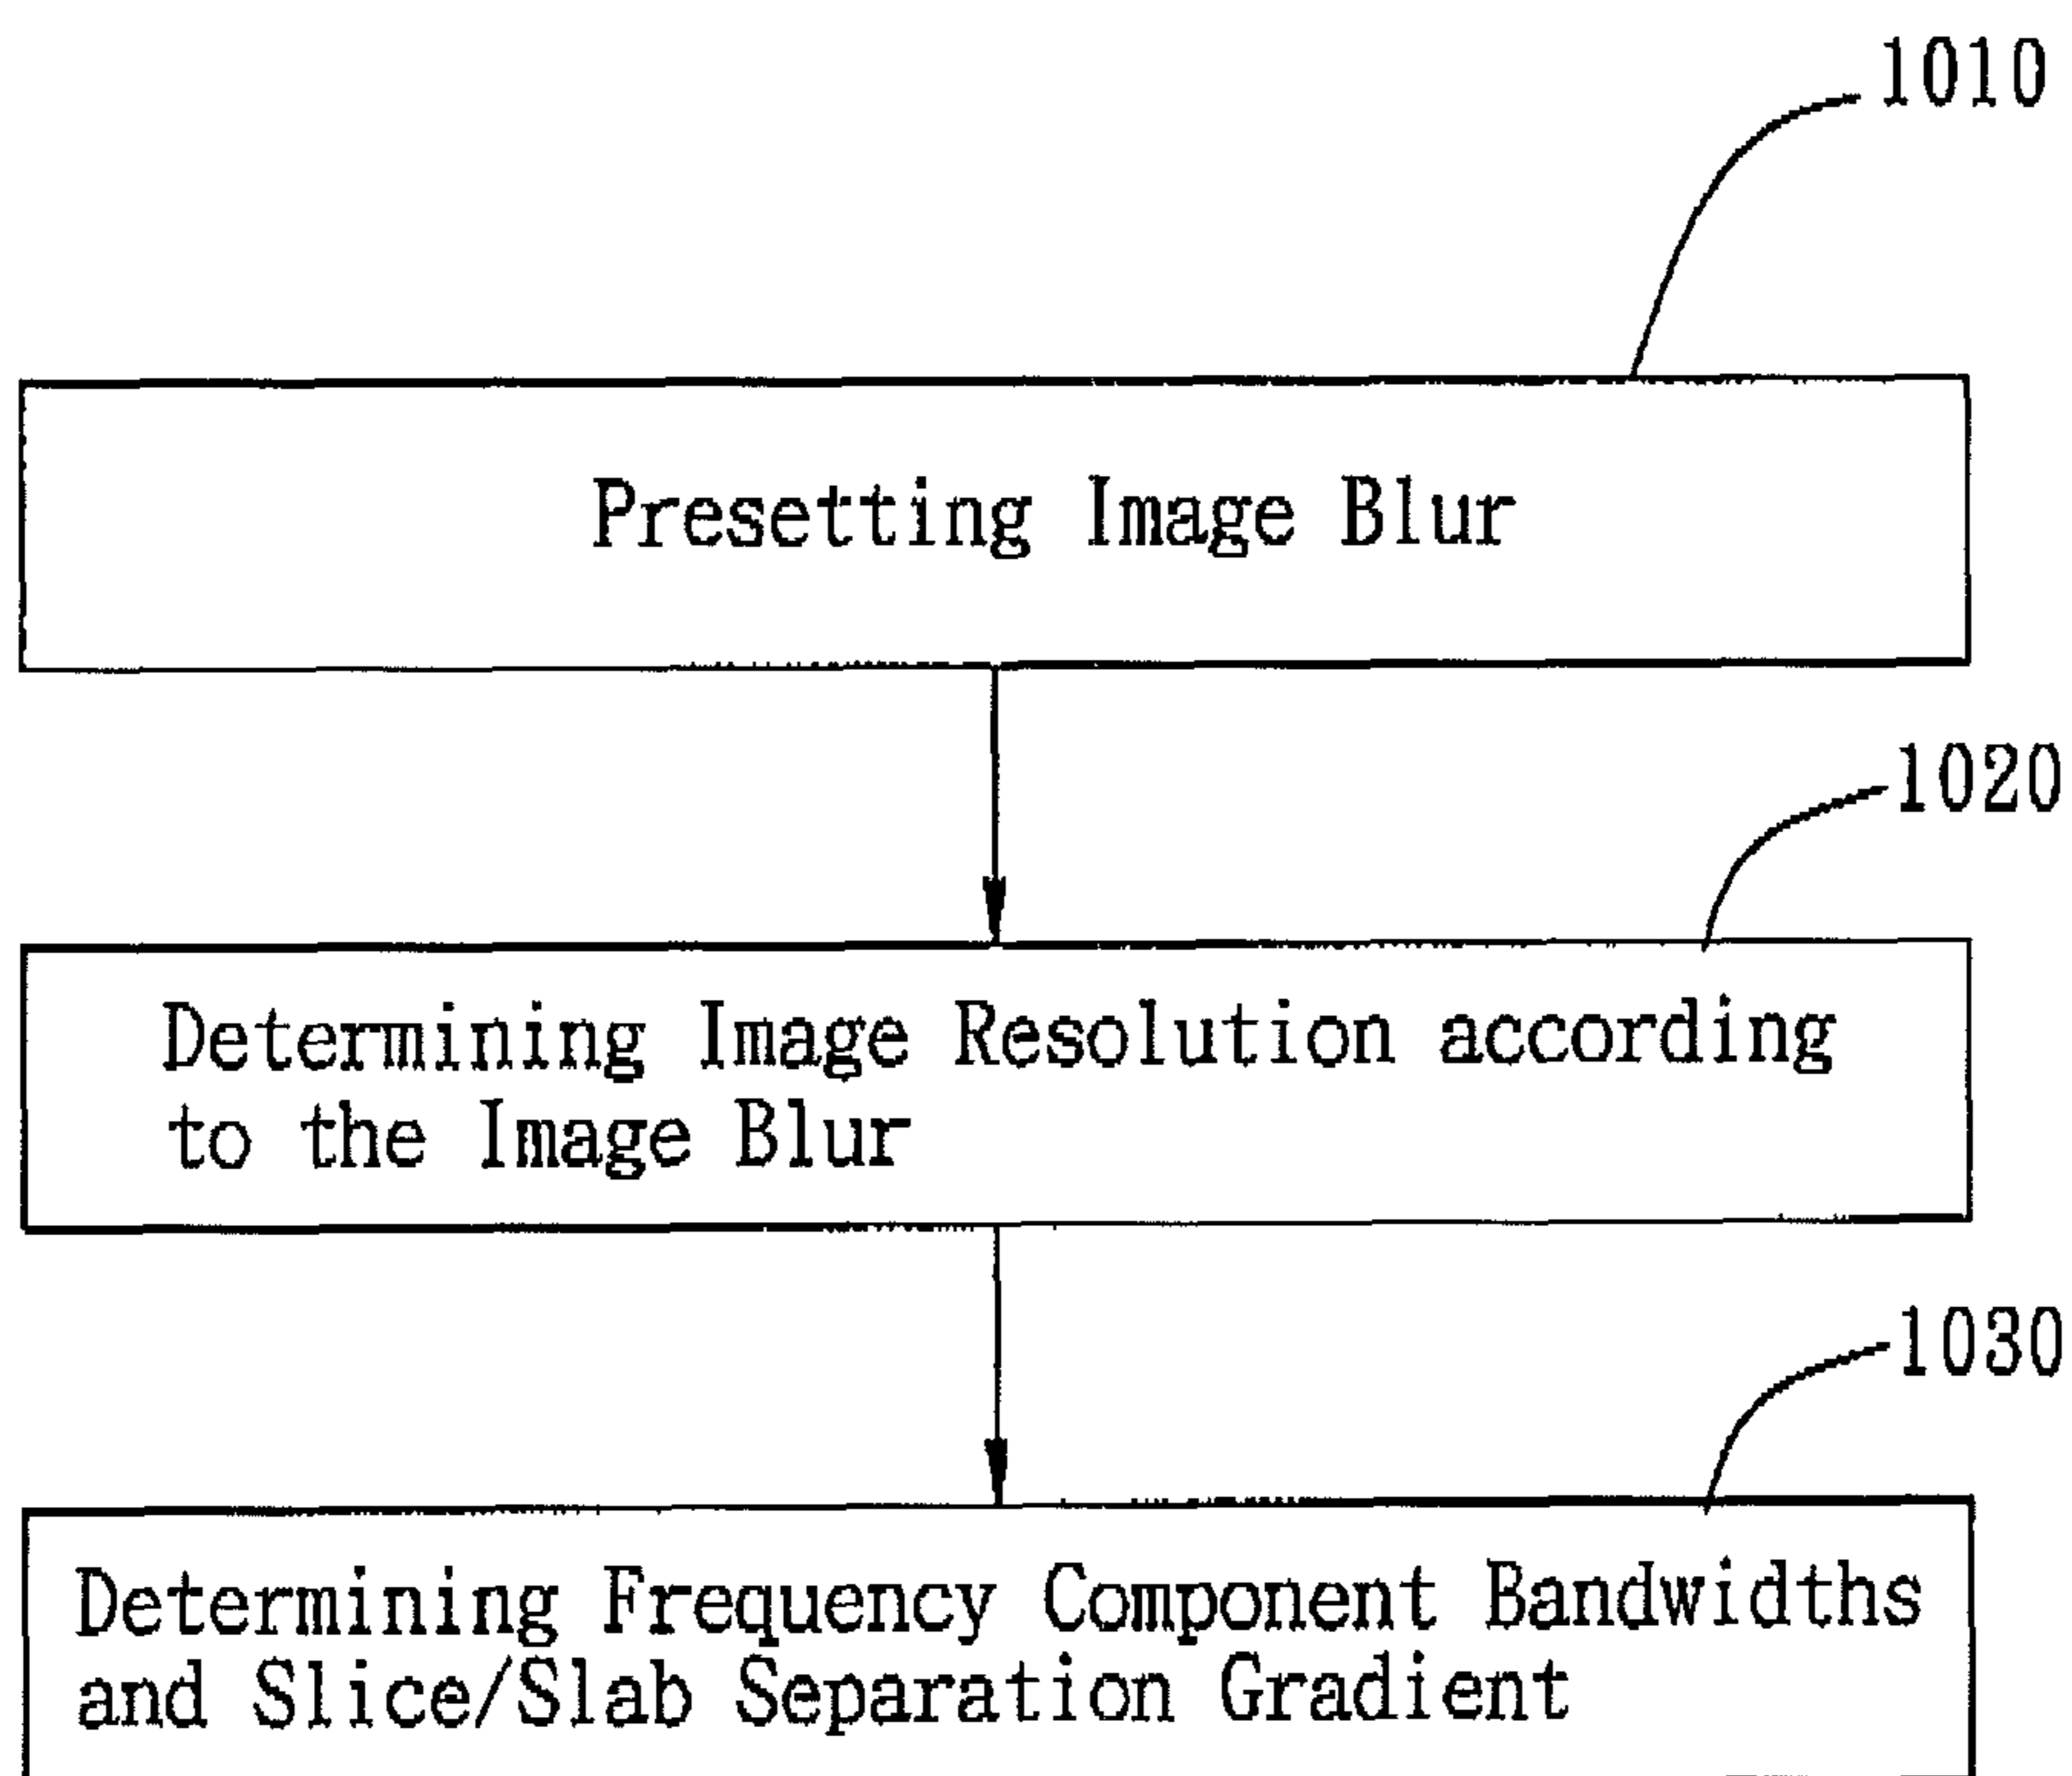 1010
Presetting Image Blur
1020
Determining Image Resolution according
to the Image Blur
1030
Determining Frequency Component Bandwidths
and Slice/Slab Separation Gradient